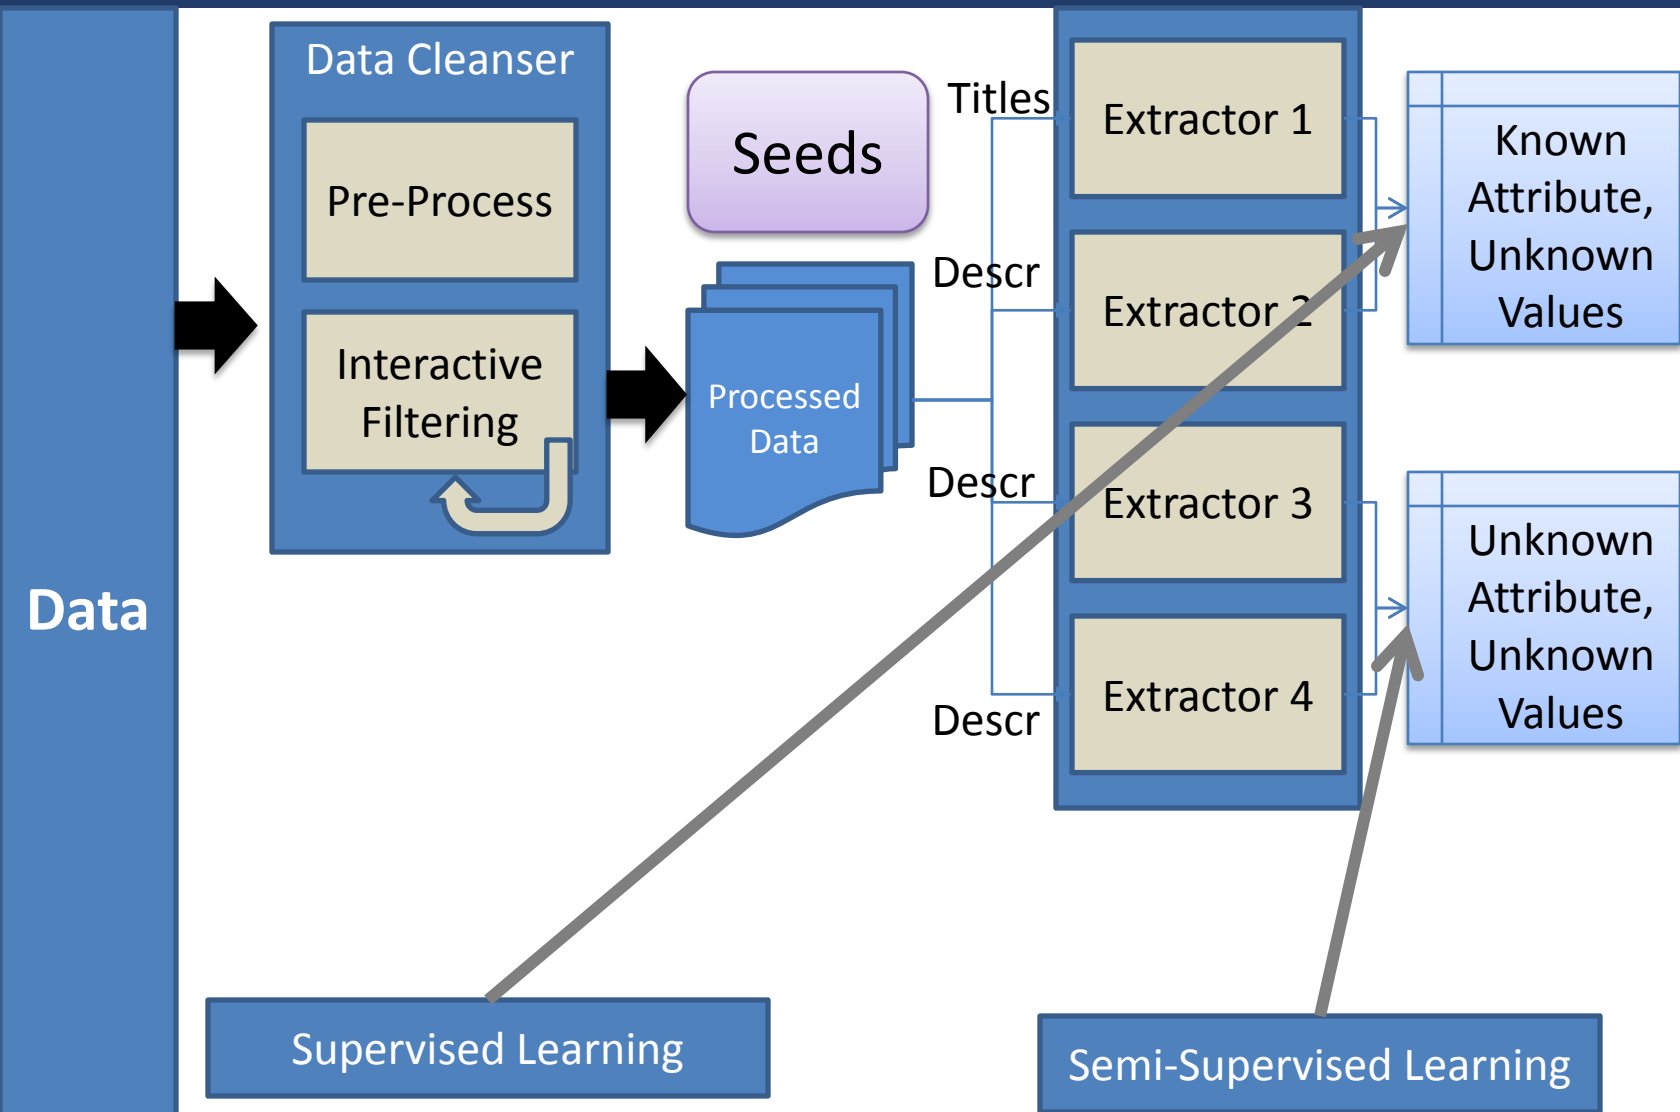 Data
Data Cleanser
Pre-Process
Interactive
Filtering
Seeds
Processed
Data
Titles
Descr
Descr
Descr
Extractor 1
Extractor 2
Extractor 3
Extractor 4
Known
Attribute,
Unknown
Values
Unknown
Attribute,
Unknown
Values
Supervised Learning
Semi-Supervised Learning